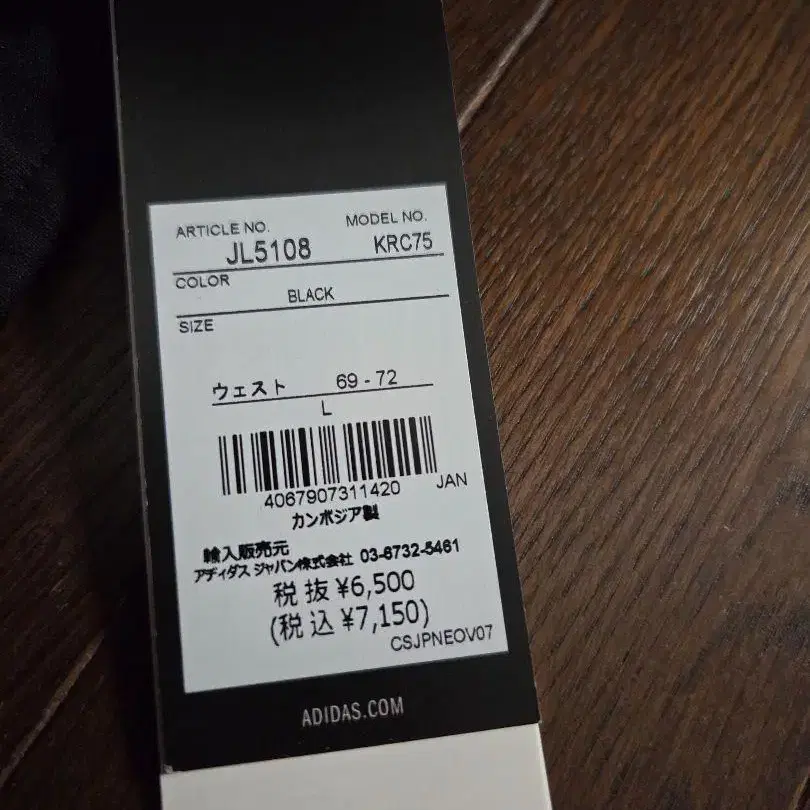 ARTICLE NO. MODEL NO.
JL5108 KRC75
COLOR
BLACK
SIZE
ウェスト 69 - 72
L
4067907311420 JAN
カンボジア製
輸入販売元
アディダス ジャパン株式会社 03-6732-5461
税 抜 ¥6,500
(税 込 ¥7,150)
CSJPNEOV07
ADIDAS.COM